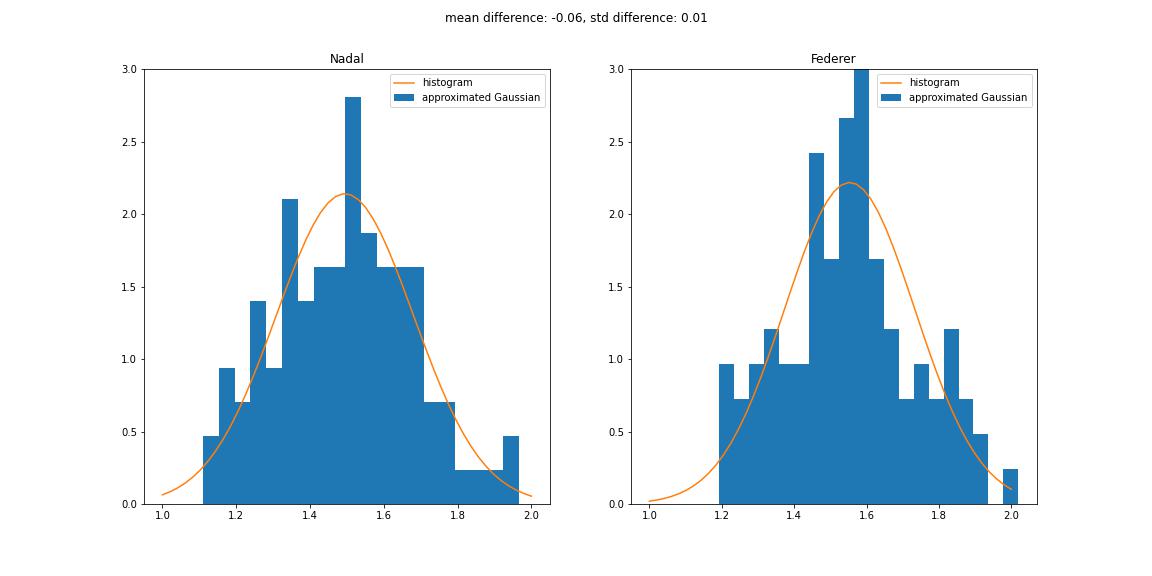 mean difference: -0.06, std difference: 0.01
Nadal
histogram
approximated Gaussian
3.0
2.5
2.0
1.5
1.0
0.5
0.0
1.0 1.2 1.4 1.6 1.8 2.0
Federer
histogram
approximated Gaussian
3.0
2.5
2.0
1.5
1.0
0.5
0.0
1.0 1.2 1.4 1.6 1.8 2.0